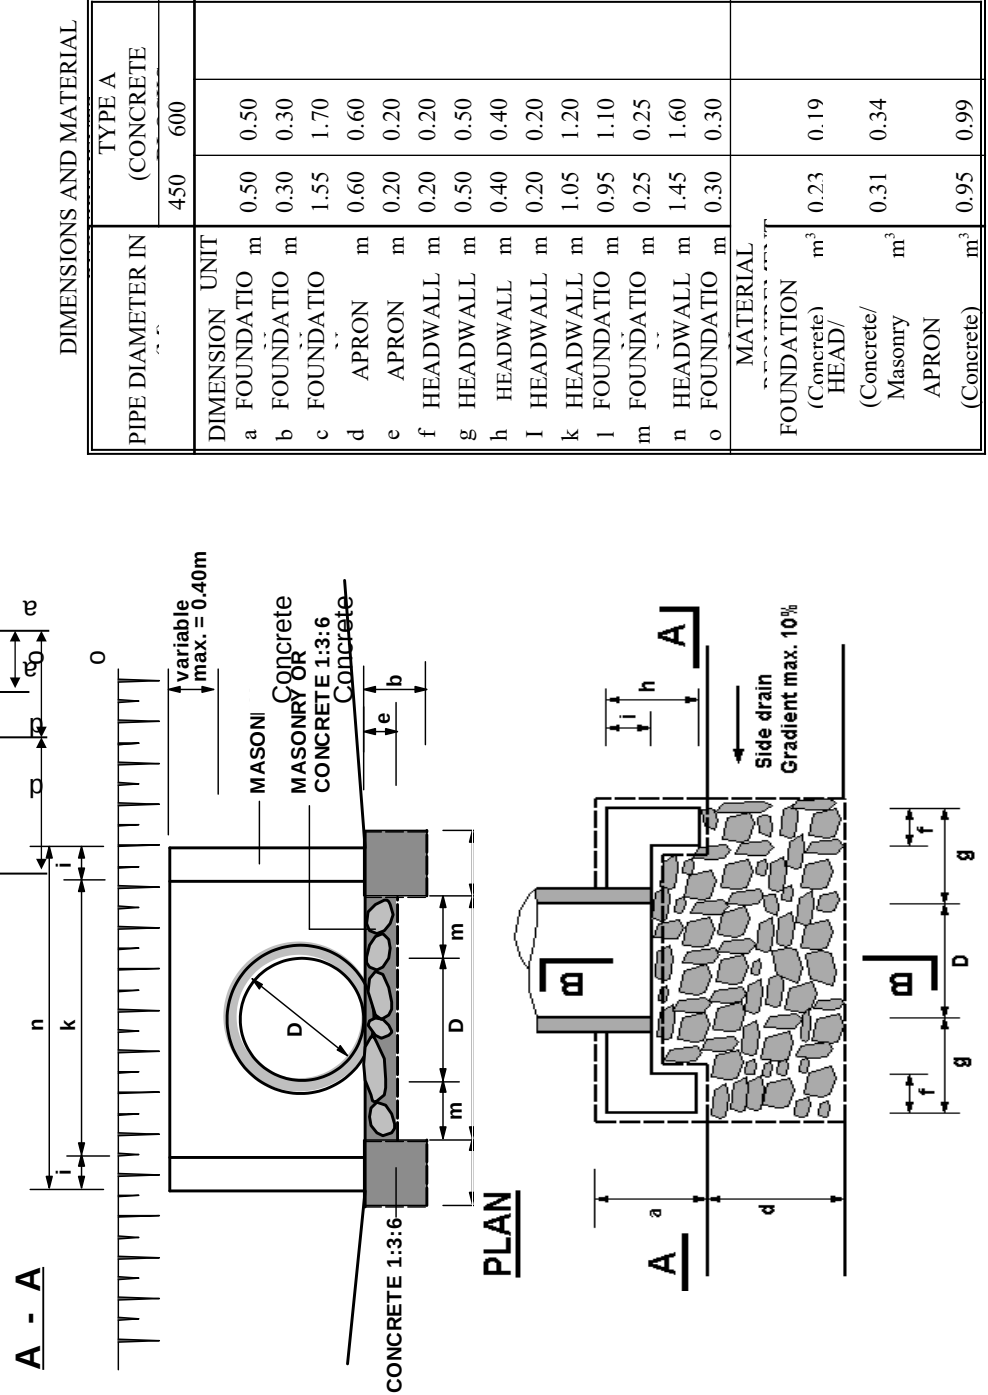 DIMENSIONS AND MATERIAL
PIPE DIAMETER IN
TYPE A
(CONCRETE
450 600
DIMENSION UNIT
a FOUNDATIO m 0.50 0.50
b FOUNDATIO m 0.30 0.30
c FOUNDATIO m 1.55 1.70
d APRON m 0.60 0.60
e APRON m 0.20 0.20
f HEADWALL m 0.20 0.20
g HEADWALL m 0.50 0.50
h HEADWALL m 0.40 0.40
I HEADWALL m 0.20 0.20
k HEADWALL m 1.05 1.20
l FOUNDATIO m 0.95 1.10
m FOUNDATIO m 0.25 0.25
n HEADWALL m 1.45 1.60
o FOUNDATIO m 0.30 0.30
MATERIAL
FOUNDATION
(Concrete) m³ 0.23 0.19
HEAD/
(Concrete/
Masonry m³ 0.31 0.34
APRON
(Concrete) m³ 0.95 0.99
A - A
n
k
i
i
a
a
o
d
d
o
variable
max. = 0.40m
MASON
Concrete
MASONRY OR
CONCRETE 1:3:6
Concrete
D
e
b
m
D
m
CONCRETE 1:3:6
PLAN
A
A
B
B
h
i
Side drain
Gradient max. 10%
a
d
f
g
D
g
f